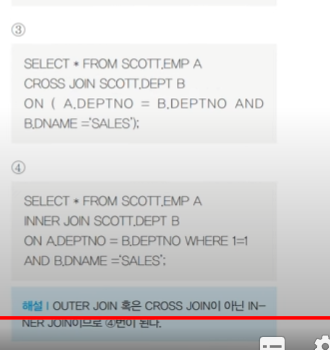 ③
SELECT * FROM SCOTT.EMP A
CROSS JOIN SCOTT.DEPT B
ON ( A.DEPTNO = B.DEPTNO AND
B.DNAME ='SALES');
④
SELECT * FROM SCOTT.EMP A
INNER JOIN SCOTT.DEPT B
ON A.DEPTNO = B.DEPTNO WHERE 1=1
AND B.DNAME ='SALES';
해설 | OUTER JOIN 혹은 CROSS JOIN이 아닌 IN-
NER JOIN이므로 ④번이 된다.